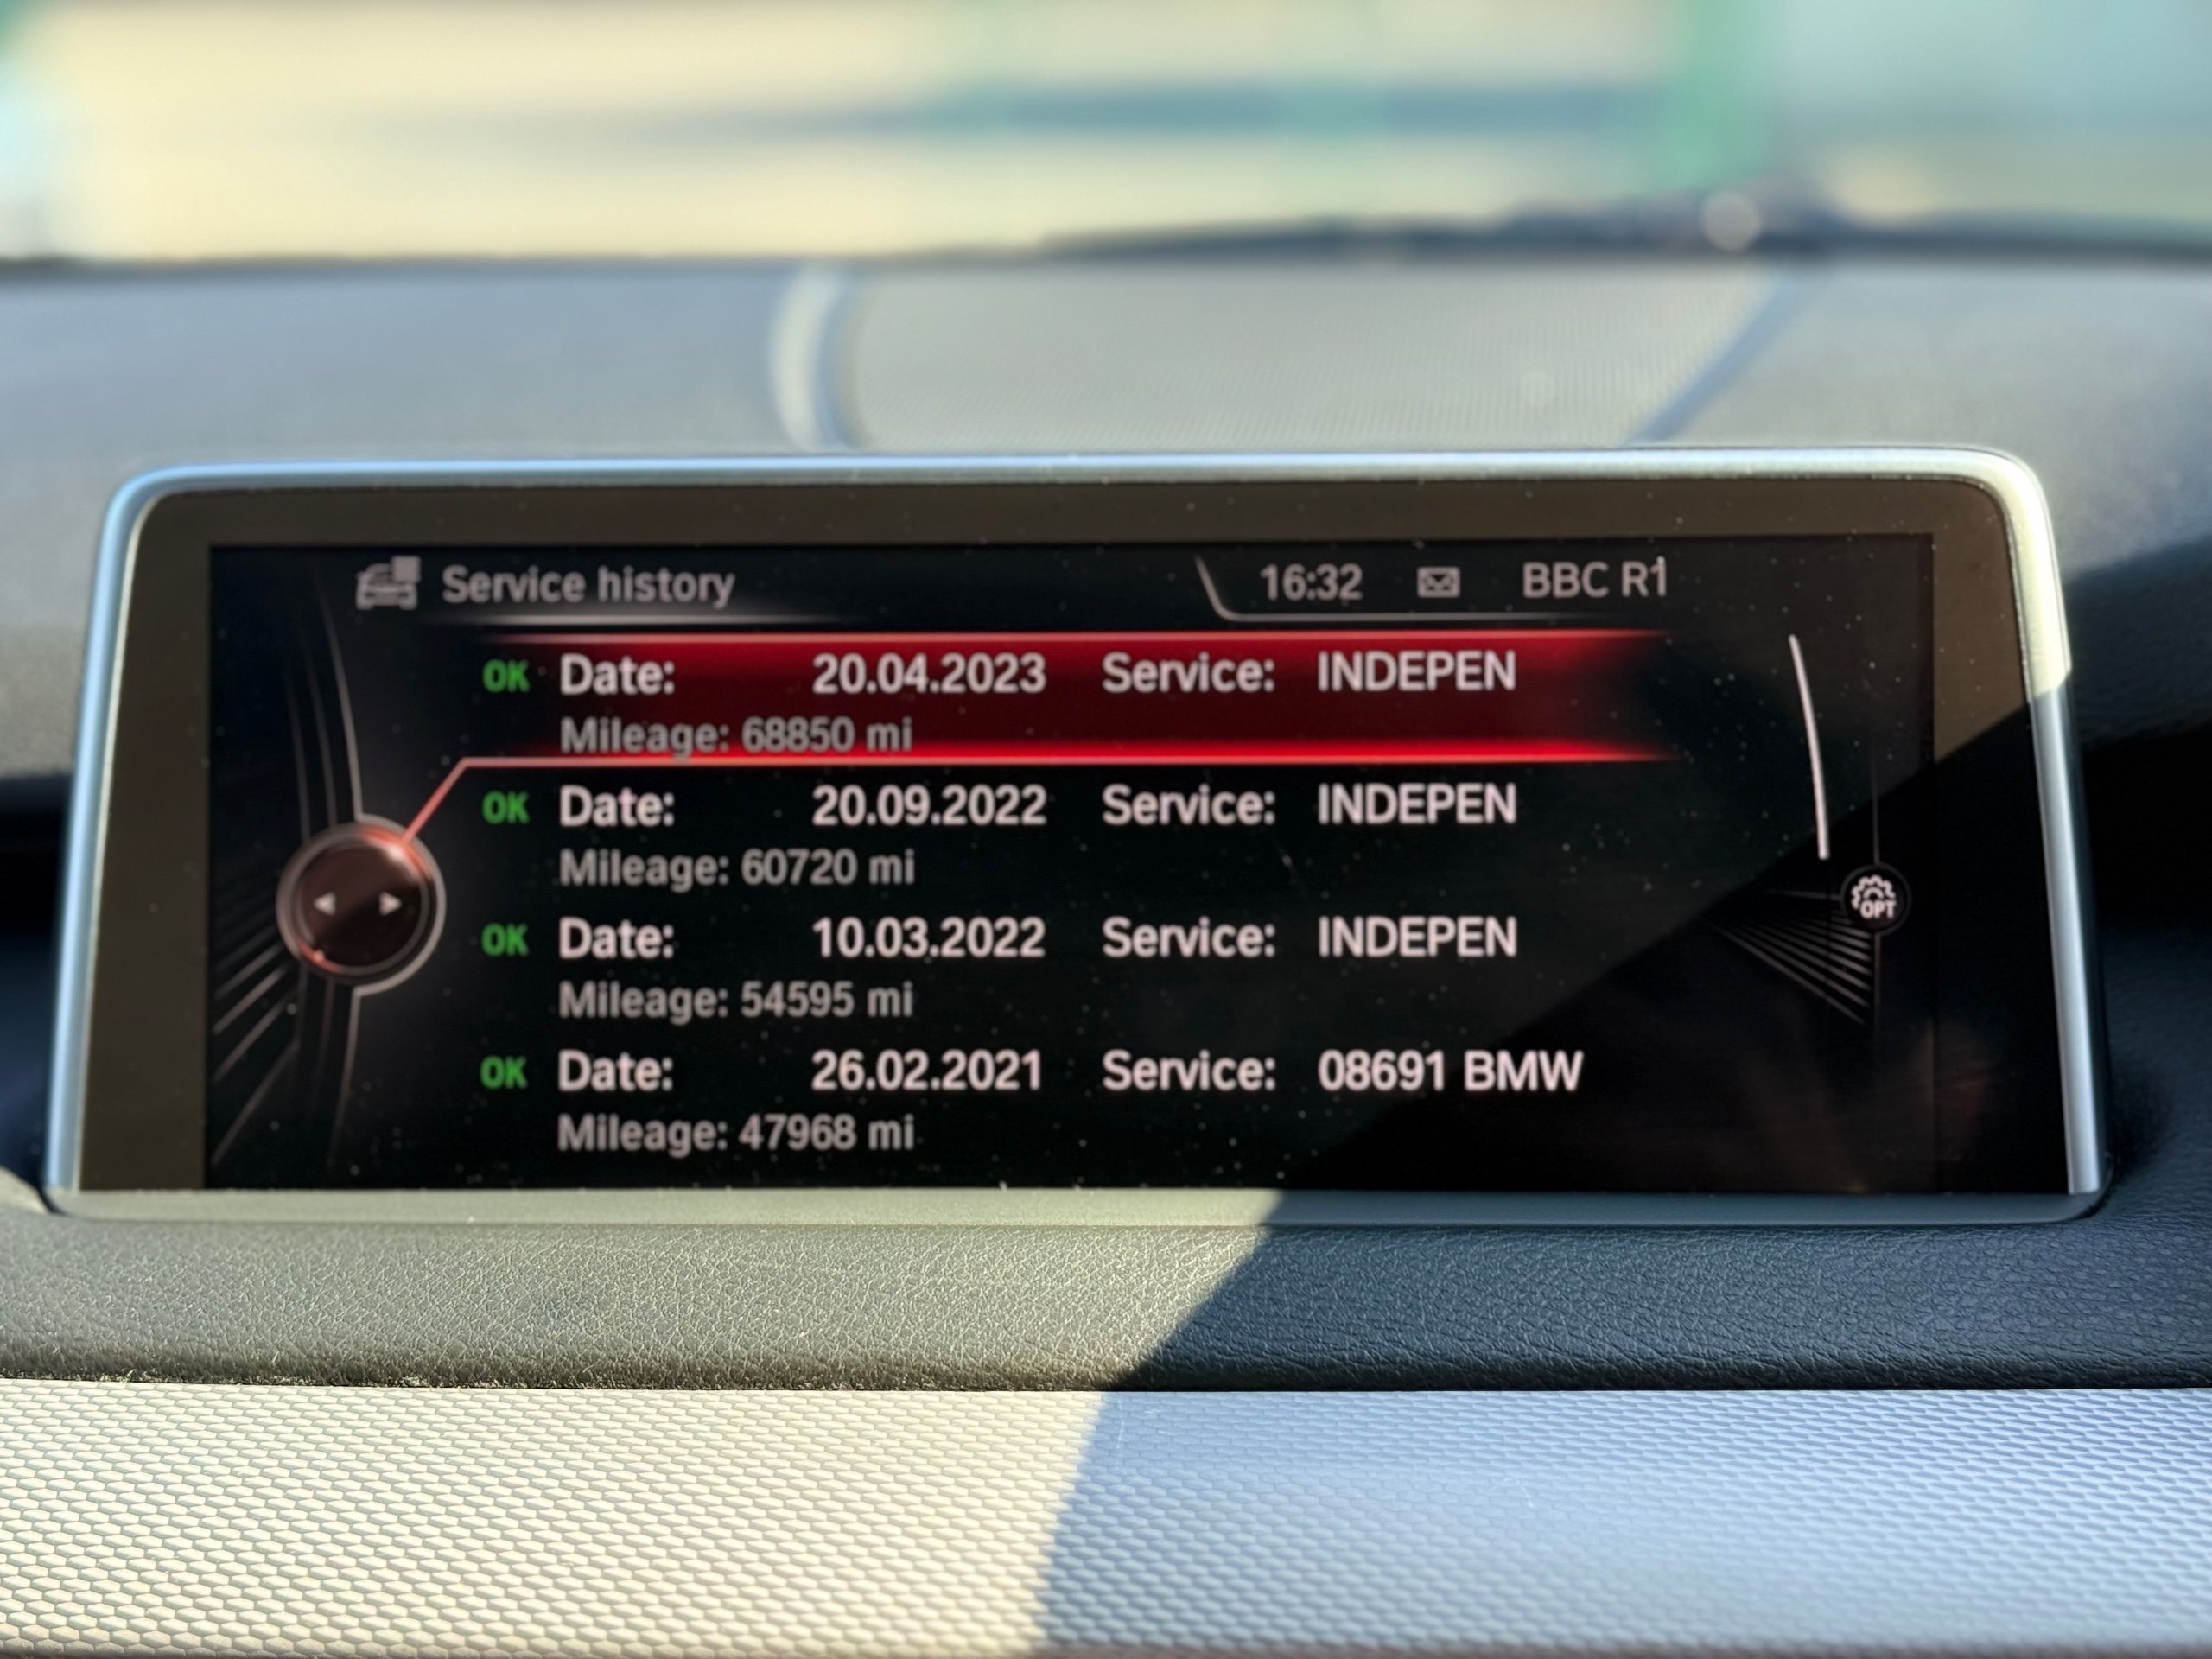 Service history 16:32 BBC R1
OK Date: 20.04.2023 Service: INDEPEN
Mileage: 68850 mi
OK Date: 20.09.2022 Service: INDEPEN
Mileage: 60720 mi
OK Date: 10.03.2022 Service: INDEPEN
Mileage: 54595 mi
OPT
OK Date: 26.02.2021 Service: 08691 BMW
Mileage: 47968 mi